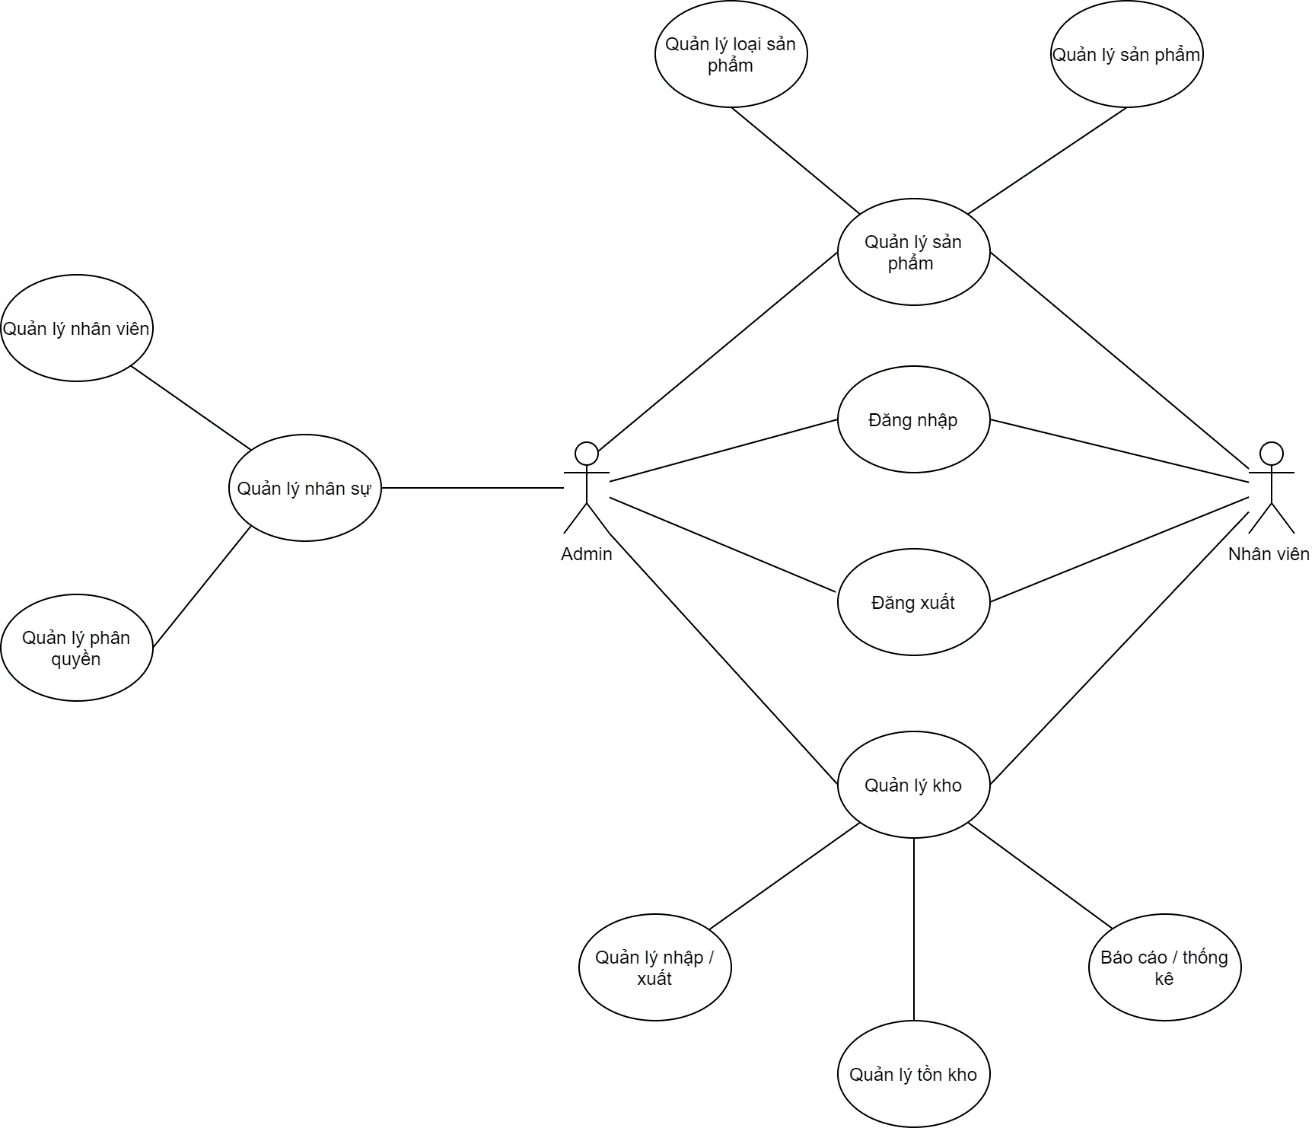 Quản lý loại sản
phẩm
Quản lý sản phẩm
Quản lý sản
phẩm
Quản lý nhân viên
Đăng nhập
Quản lý nhân sự
Admin
Nhân viên
Đăng xuất
Quản lý phân
quyền
Quản lý kho
Quản lý nhập /
xuất
Báo cáo / thống
kê
Quản lý tồn kho